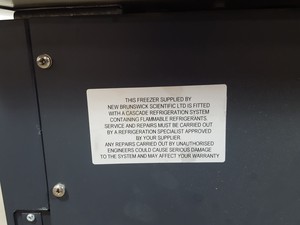 THIS FREEZER SUPPLIED BY
NEW BRUNSWICK SCIENTIFIC LTD IS FITTED
WITH A CASCADE REFRIGERATION SYSTEM
CONTAINING FLAMMABLE REFRIGERANTS
SERVICE AND REPAIRS MUST BE CARRIED OUT
BY A REFRIGERATION SPECIALIST APPROVED
BY YOUR SUPPLIER.
ANY REPAIRS CARRIED OUT BY UNAUTHORISED
ENGINEERS COULD CAUSE SERIOUS DAMAGE
TO THE SYSTEM AND MAY AFFECT YOUR WARRANTY